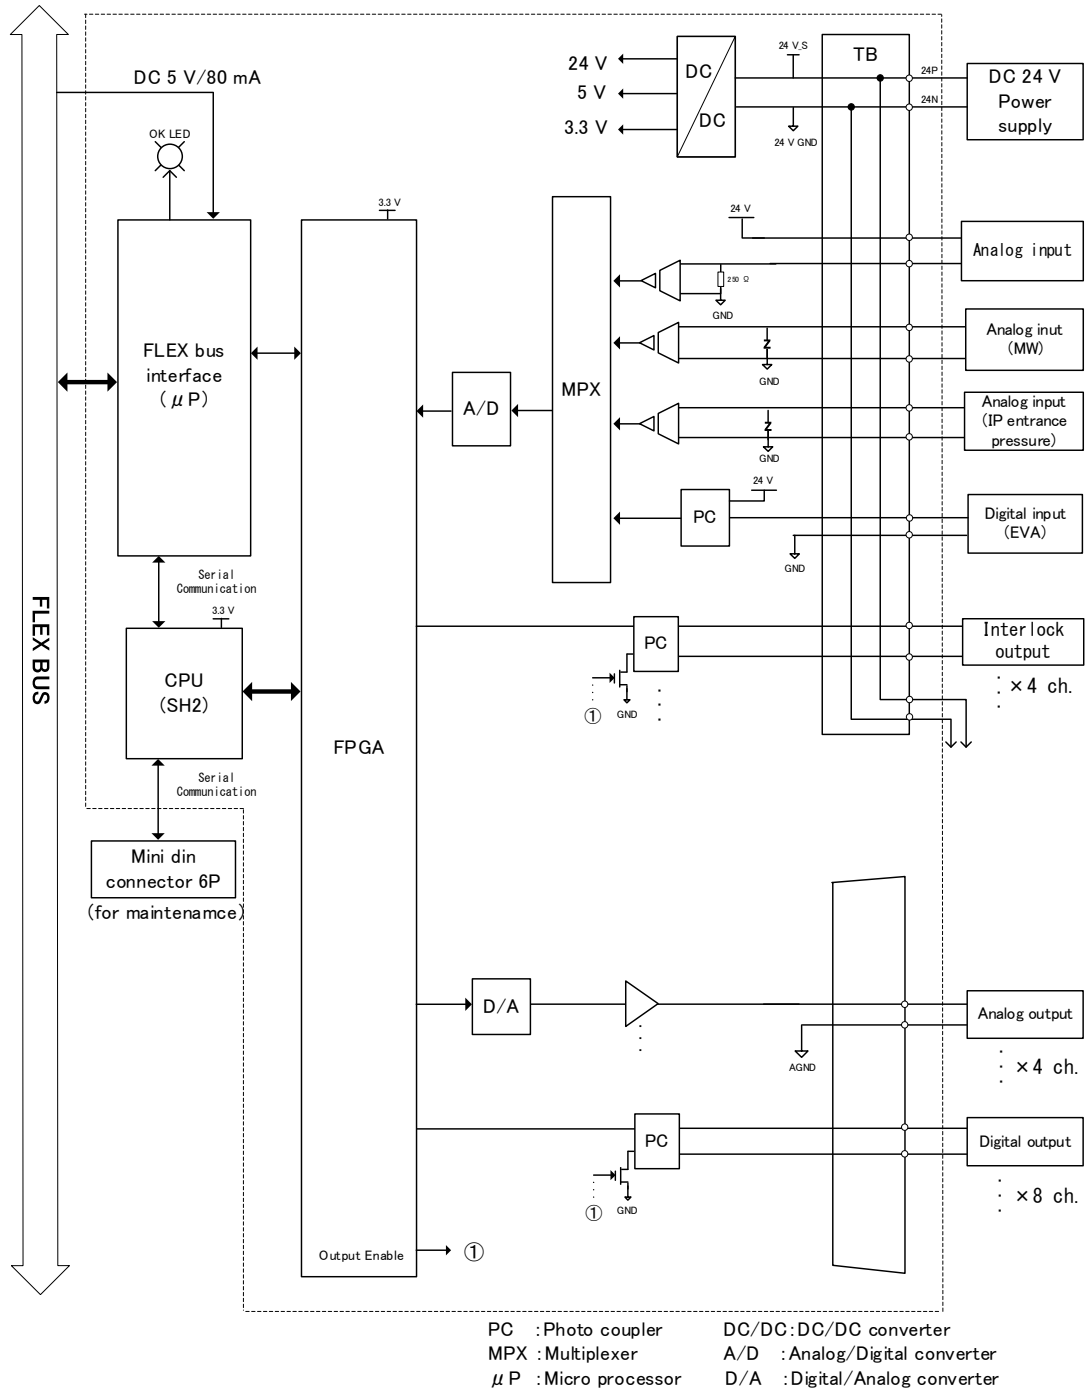 DC 5 V/80 mA
OK LED
24 V
5 V
3.3 V
DC
DC
24 V_S
24 V GND
TB
24P
24N
DC 24 V
Power
supply
3.3 V
24 V
Analog input
250 Ω
GND
FLEX bus
interface
(μP)
MPX
A/D
Analog inut
(MW)
GND
Analog input
(IP entrance
pressure)
GND
24 V
PC
Digital input
(EVA)
GND
FLEX BUS
Serial
Communication
3.3 V
CPU
(SH2)
FPGA
PC
①
GND
Interlock
output
×4 ch.
Serial
Communication
Mini din
connector 6P
(for maintenamce)
D/A
AGND
Analog output
×4 ch.
PC
①
GND
Digital output
×8 ch.
Output Enable
①
PC :Photo coupler
DC/DC:DC/DC converter
MPX :Multiplexer
A/D :Analog/Digital converter
μP :Micro processor
D/A :Digital/Analog converter